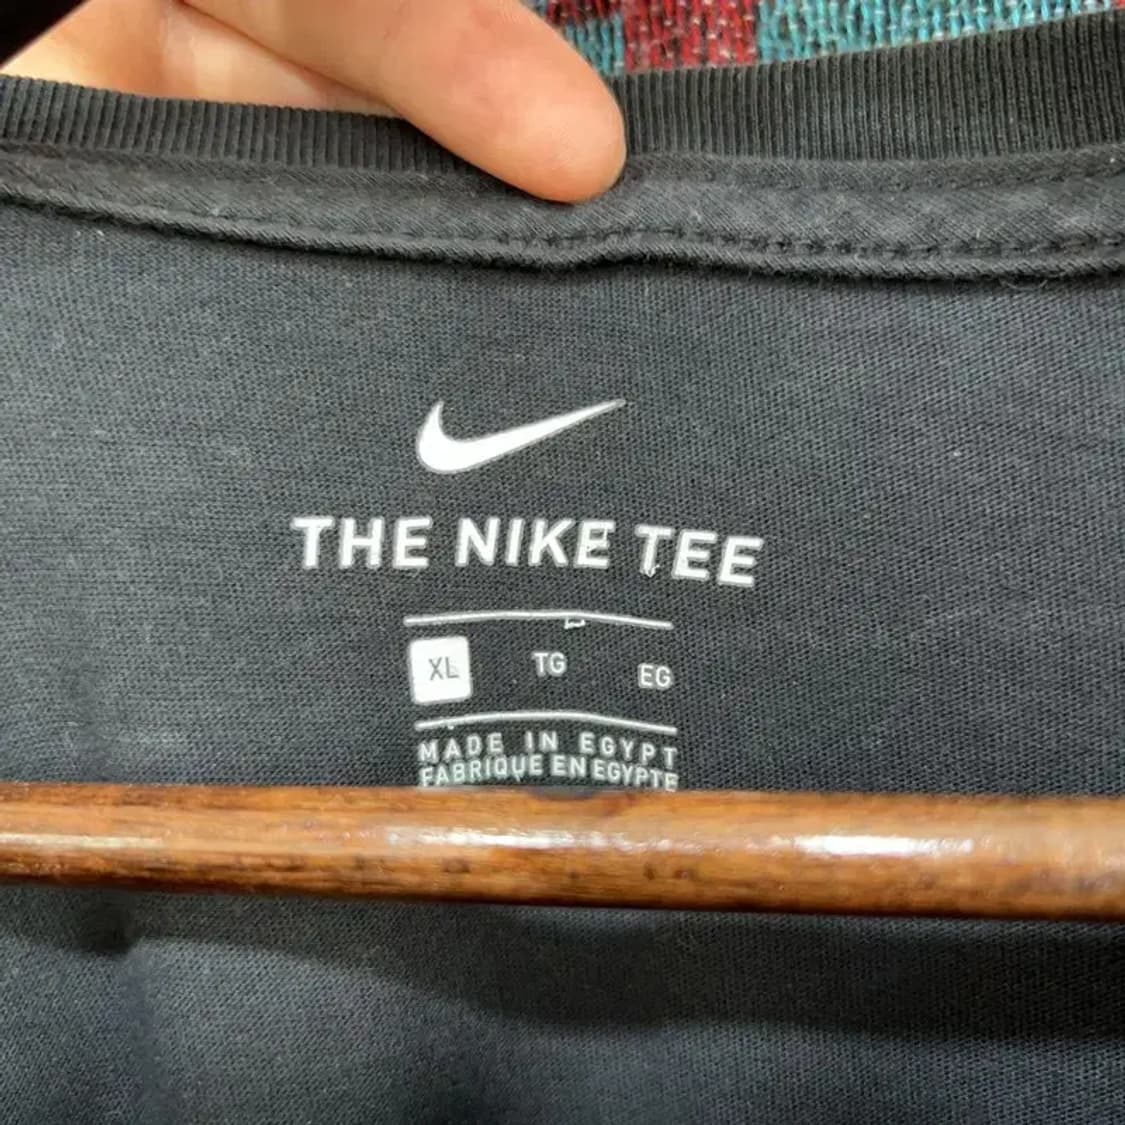 THE NIKE TEE
XL TG EG
MADE IN EGYPT
FABRIQUE EN EGYPTE